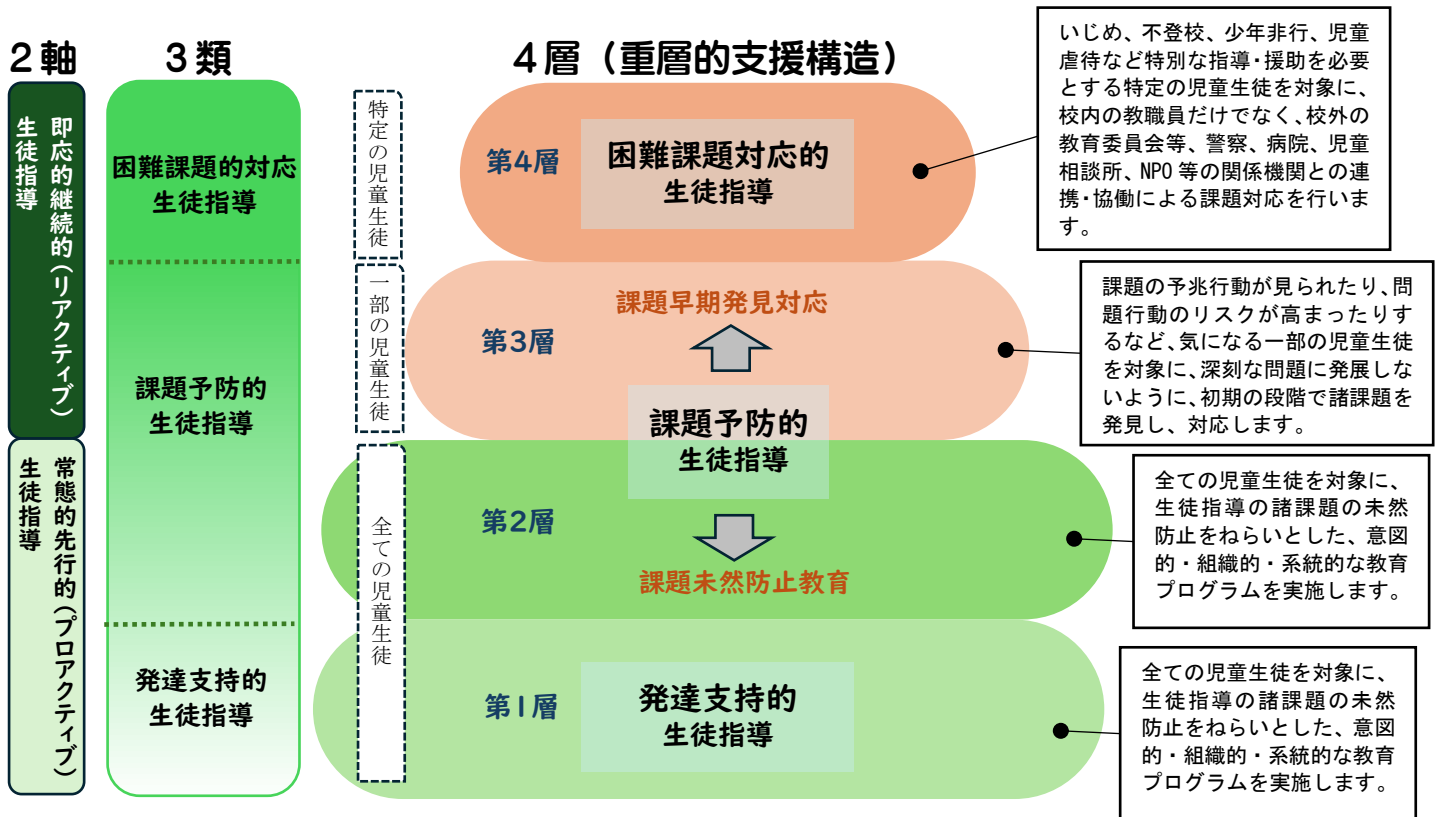 ２軸
３類
４層（重層的支援構造）
即応的継続的（リアクティブ）
生徒指導
常態的先行的（プロアクティブ）
生徒指導
困難課題的対応
生徒指導
課題予防的
生徒指導
発達支持的
生徒指導
特定の児童生徒
一部の児童生徒
全ての児童生徒
第4層
困難課題対応的
生徒指導
第3層
課題早期発見対応
課題予防的
生徒指導
第2層
課題未然防止教育
第1層
発達支持的
生徒指導
いじめ、不登校、少年非行、児童
虐待など特別な指導・援助を必要
とする特定の児童生徒を対象に、
校内の教職員だけでなく、校外の
教育委員会等、警察、病院、児童
相談所、NPO 等の関係機関との連
携・協働による課題対応を行いま
す。
課題の予兆行動が見られたり、問
題行動のリスクが高まったりす
るなど、気になる一部の児童生徒
を対象に、深刻な問題に発展しな
いように、初期の段階で諸課題を
発見し、対応します。
全ての児童生徒を対象に、
生徒指導の諸課題の未然
防止をねらいとした、意図
的・組織的・系統的な教育
プログラムを実施します。
全ての児童生徒を対象に、
生徒指導の諸課題の未然
防止をねらいとした、意図
的・組織的・系統的な教育
プログラムを実施します。